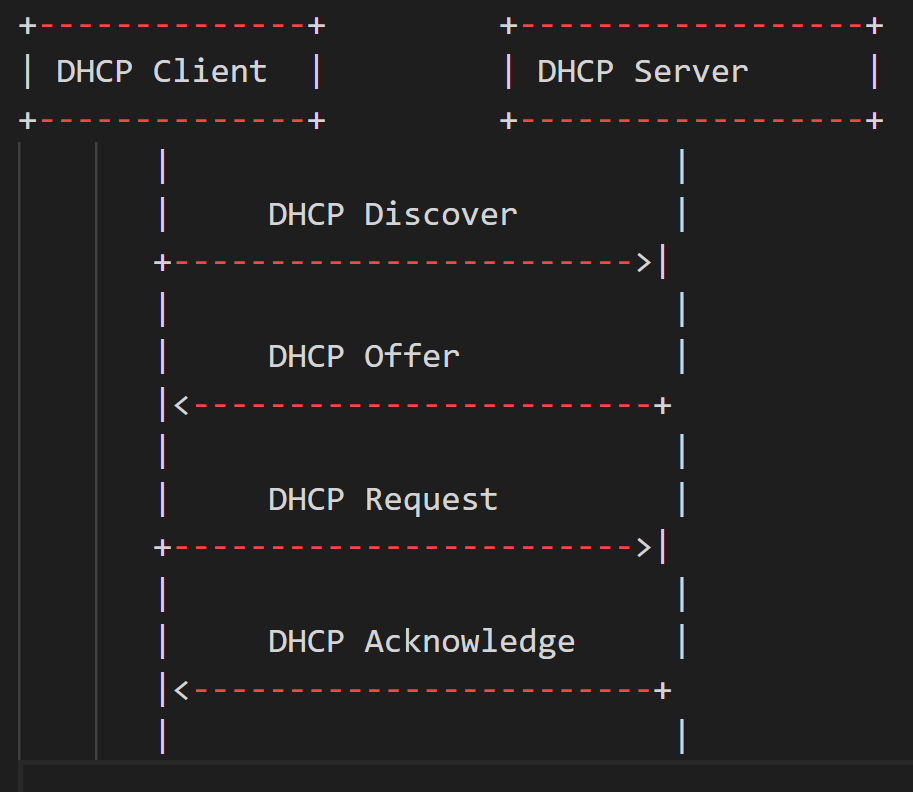 +--------------+         +------------------+
| DHCP Client  |         | DHCP Server      |
+--------------+         +------------------+
       |                          |
       |     DHCP Discover        |
       +------------------------>|
       |                          |
       |     DHCP Offer           |
       |<------------------------+
       |                          |
       |     DHCP Request         |
       +------------------------>|
       |                          |
       |     DHCP Acknowledge     |
       |<------------------------+
       |                          |